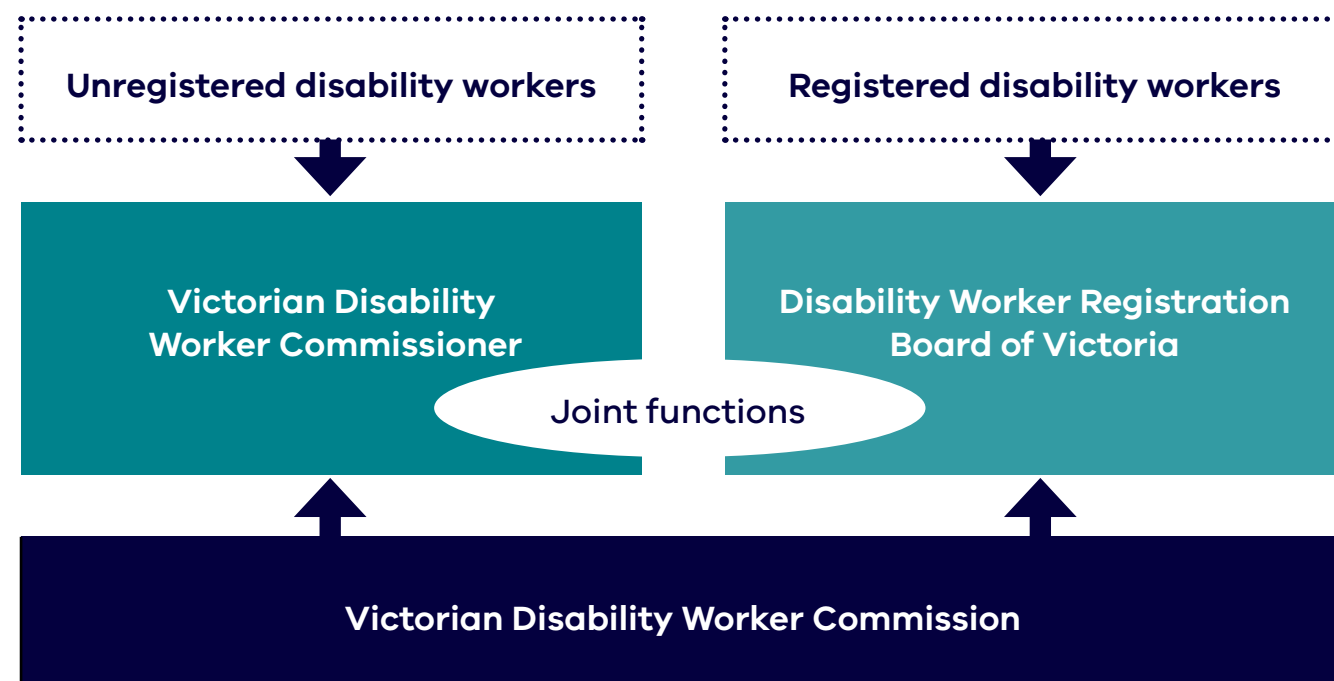 Unregistered disability workers
Registered disability workers
Victorian Disability
Worker Commissioner
Disability Worker Registration
Board of Victoria
Joint functions
Victorian Disability Worker Commission